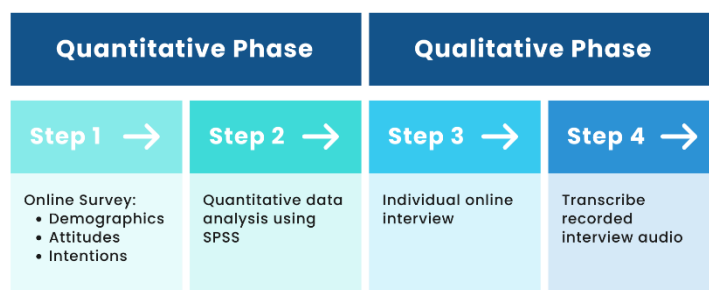 Quantitative Phase
Qualitative Phase
Step 1
Step 2
Step 3
Step 4
Online Survey:
• Demographics
• Attitudes
• Intentions
Quantitative data
analysis using
SPSS
Individual online
interview
Transcribe
recorded
interview audio